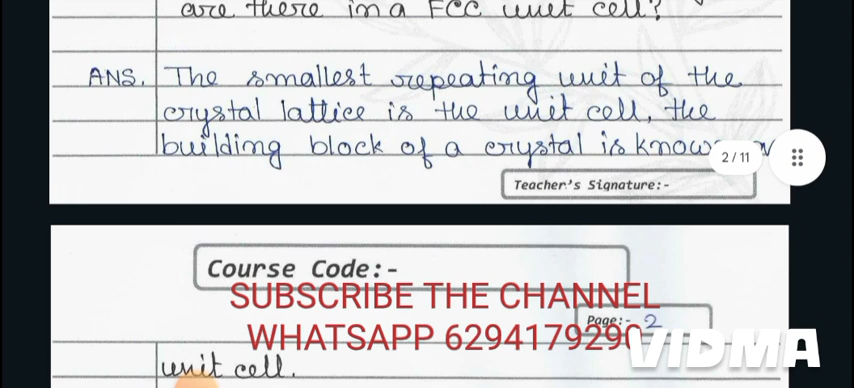 are there in a FCC unit cell?
ANS. The smallest repeating unit of the
crystal lattice is the unit cell, the
building block of a crystal is know
2/11
Teacher's Signature:-
Course Code:-
SUBSCRIBE THE CHANNEL
Page:- 2
WHATSAPP 6294179290
VIDMA
unit cell.